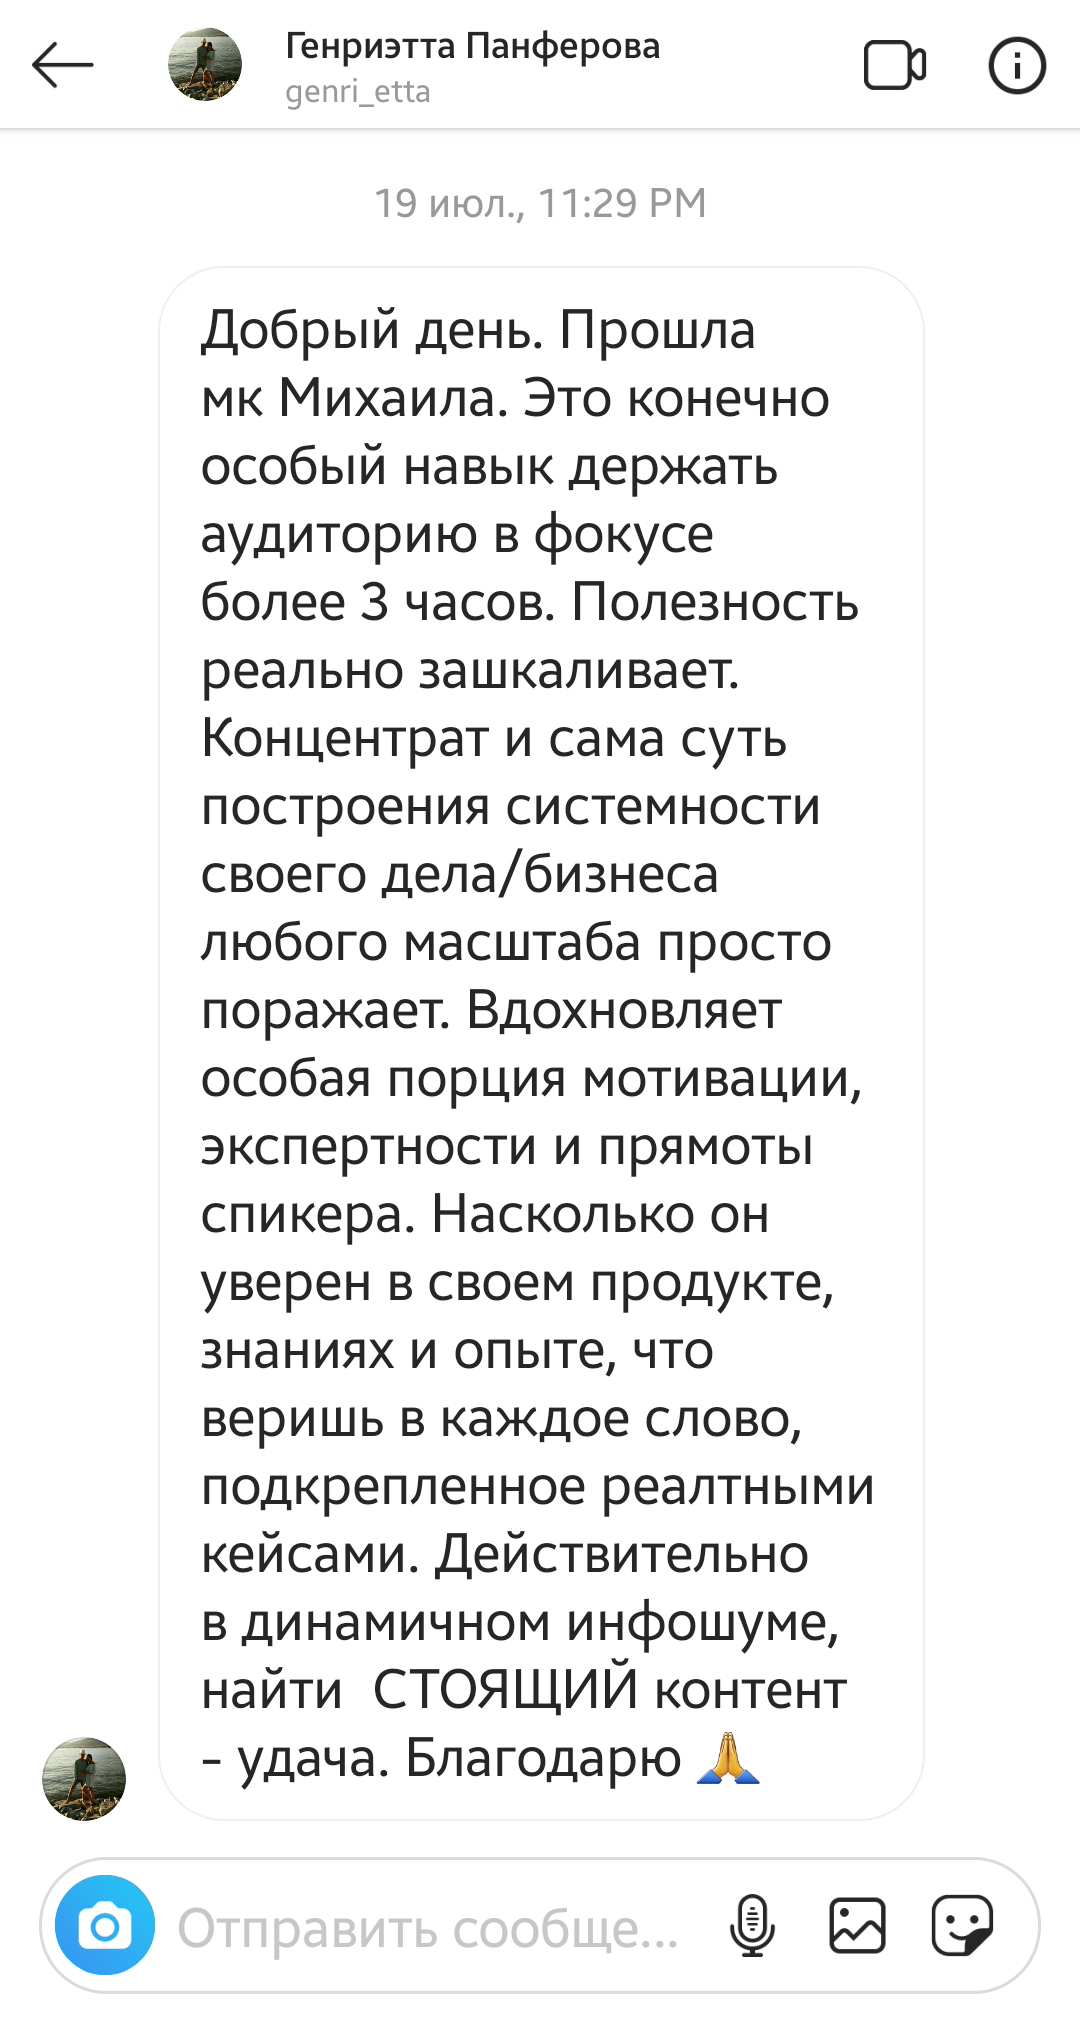 Генриэтта Панферова
genri_etta
19 июл., 11:29 PM
Добрый день. Прошла
мк Михаила. Это конечно
особый навык держать
аудиторию в фокусе
более 3 часов. Полезность
реально зашкаливает.
Концентрат и сама суть
построения системности
своего дела/бизнеса
любого масштаба просто
поражает. Вдохновляет
особая порция мотивации,
экспертности и прямоты
спикера. Насколько он
уверен в своем продукте,
знаниях и опыте, что
веришь в каждое слово,
подкрепленное реалтными
кейсами. Действительно
в динамичном инфошуме,
найти  СТОЯЩИЙ контент
- удача. Благодарю 🙏
Отправить сообще...